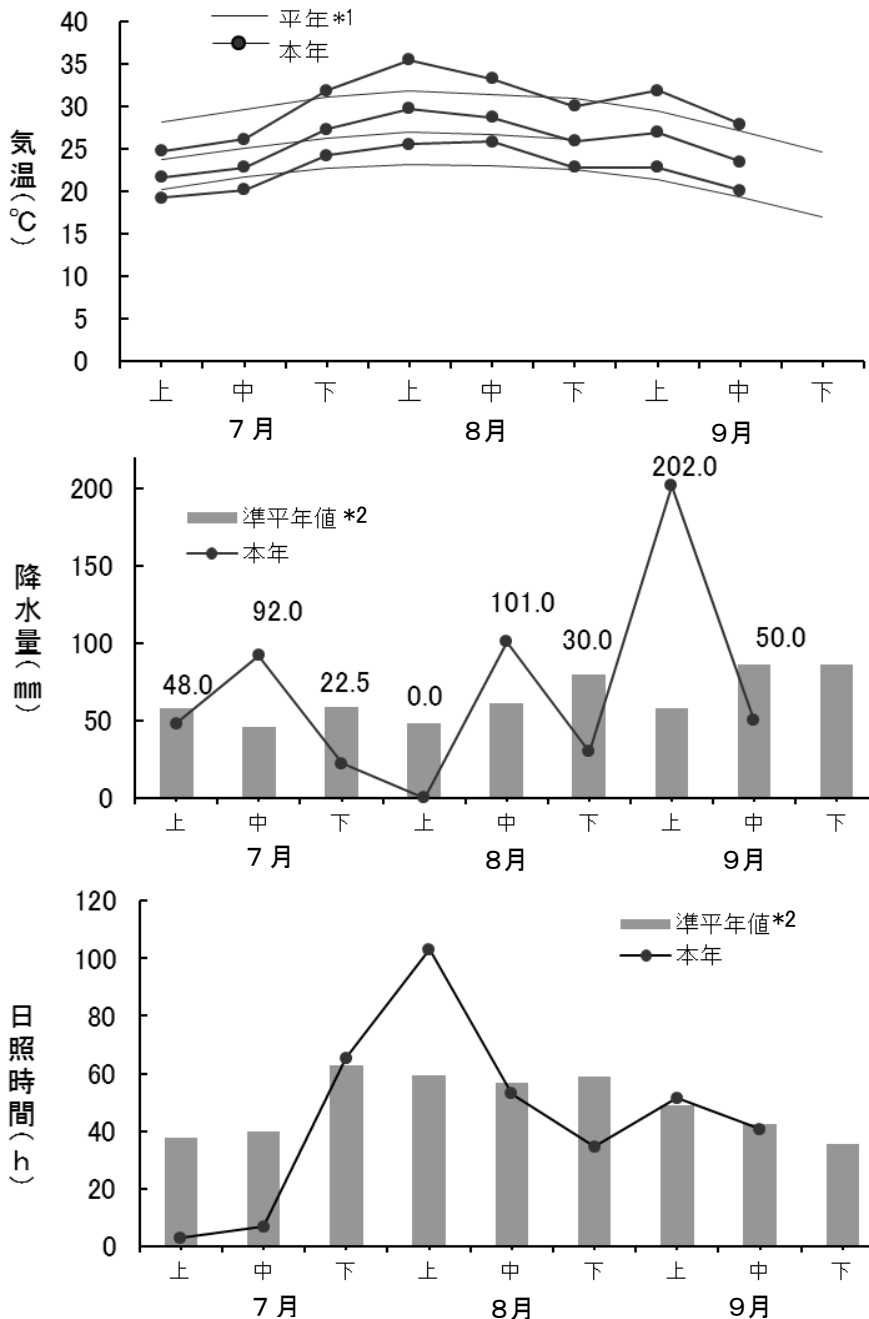 平年*1
本年
気温(℃)
40
35
30
25
20
15
10
5
0
上 中 下 上 中 下 上 中 下
7月 8月 9月
準平年値*2
本年
降水量(㎜)
200
150
100
50
0
48.0 92.0 22.5 0.0 101.0 30.0 202.0 50.0
上 中 下 上 中 下 上 中 下
7月 8月 9月
準平年値*2
本年
日照時間(h)
120
100
80
60
40
20
0
上 中 下 上 中 下 上 中 下
7月 8月 9月